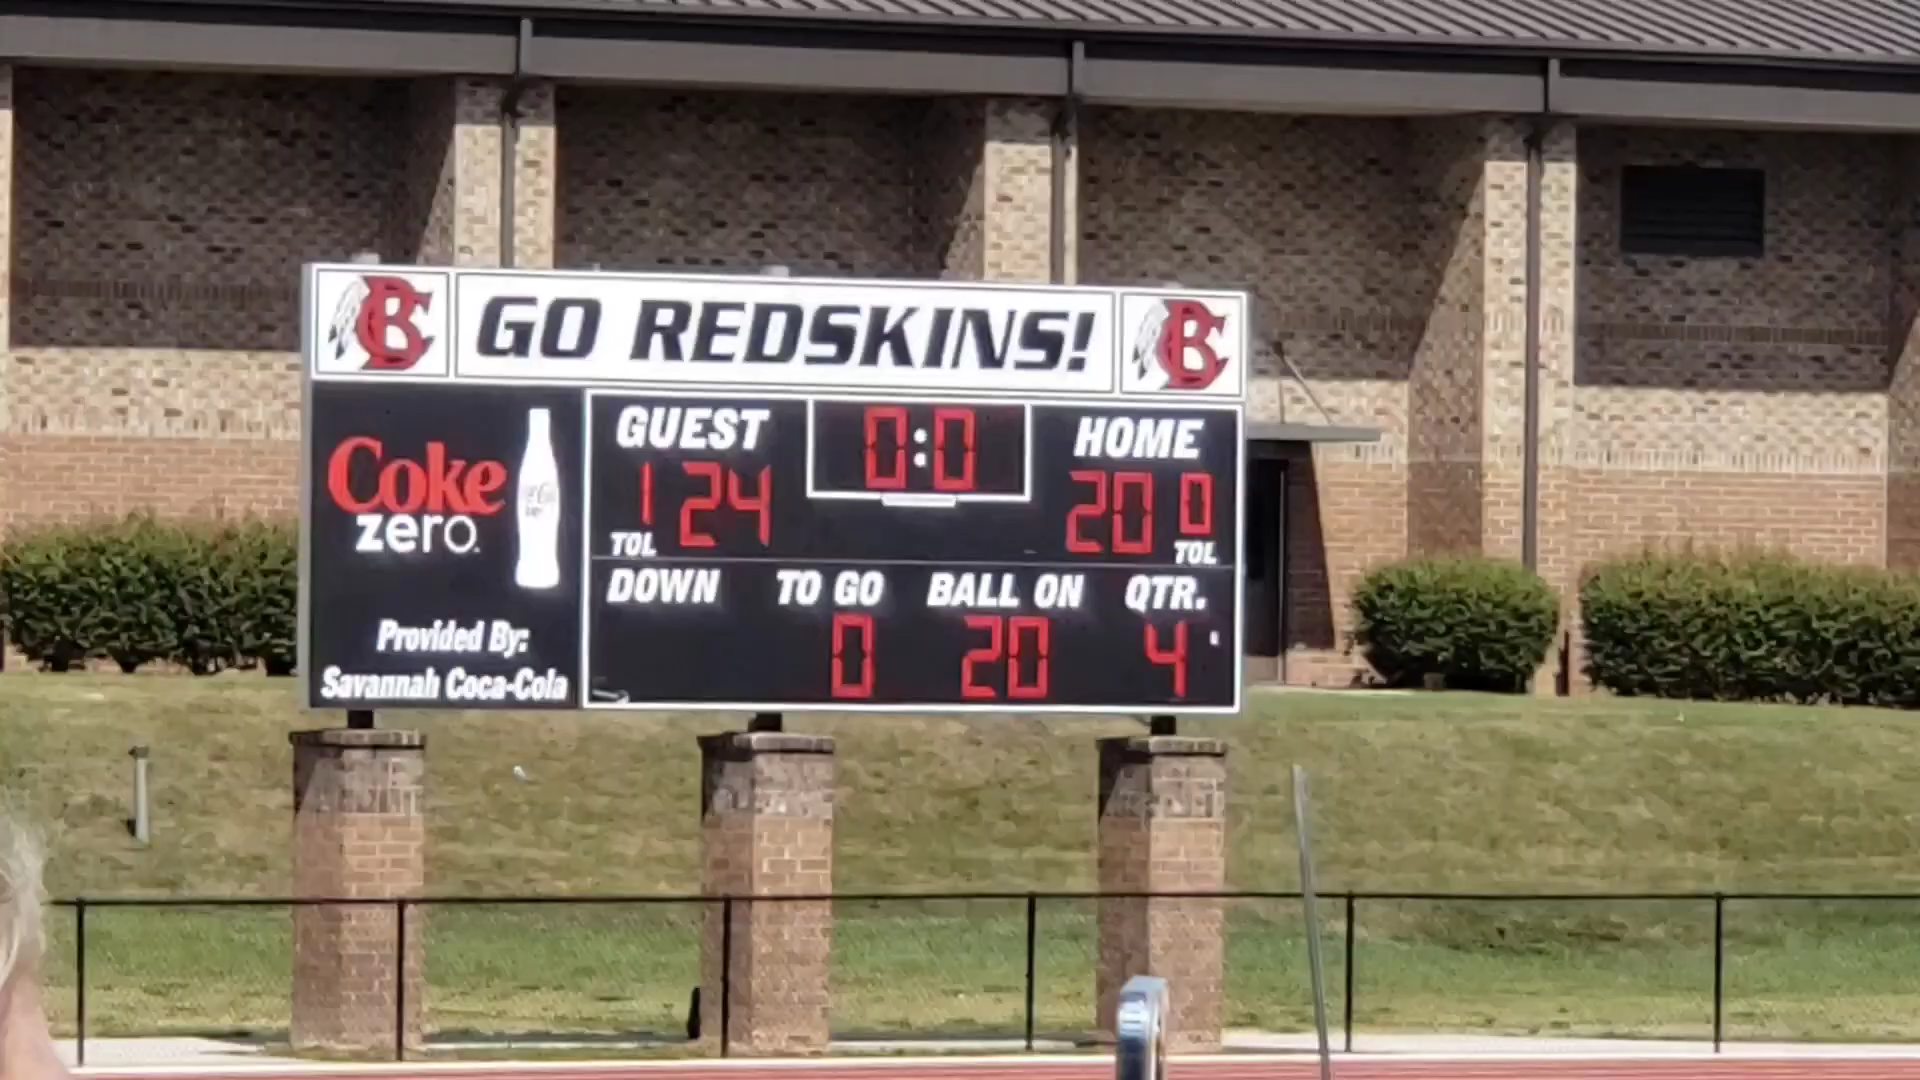 BC GO REDSKINS! BC
Coke
zero
Provided By:
Savannah Coca-Cola
GUEST 0:0 HOME
1 24 20 0
TOL TOL
DOWN TO GO BALL ON QTR.
0 20 4